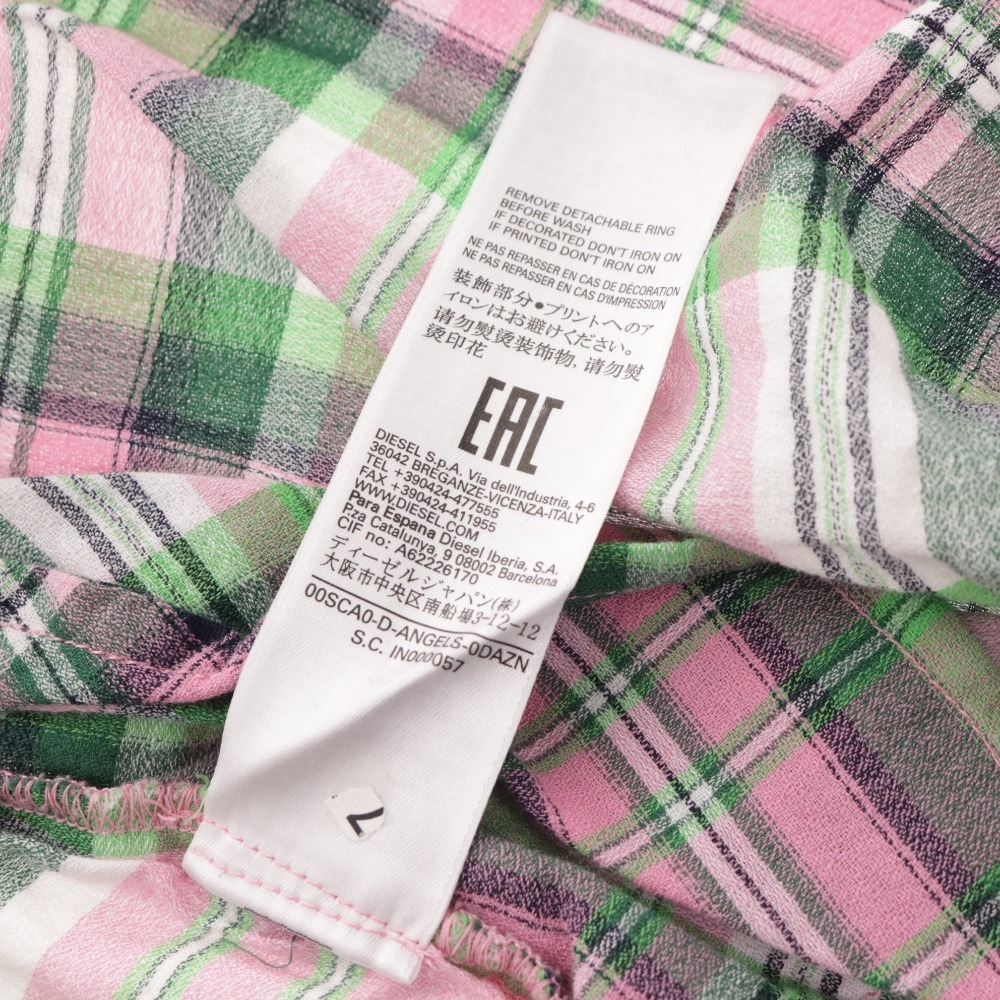 REMOVE DETACHABLE RING
BEFORE WASH
IF DECORATED DON'T IRON ON
IF PRINTED DON'T IRON ON
NE PAS REPASSER EN CAS DE DÉCORATION
NE PAS REPASSER EN CAS D'IMPRESSION
装飾部分●プリントへのア
イロンはお避けください。
请勿熨烫装饰物, 请勿熨
烫印花
EAC
DIESEL S.p.A. Via dell'Industria, 4-6
36042 BREGANZE-VICENZA-ITALY
TEL +390424-477555
FAX +390424-411955
WWW.DIESEL.COM
Para Espana Diesel Iberia, S.A.
Pza Catalunya, 9 08002 Barcelona
CIF no: A62226170
ディーゼルジャパン(株)
大阪市中央区南船場3-12-12
00SCA0-D-ANGELS-0DAZN
S.C. IN000057
2